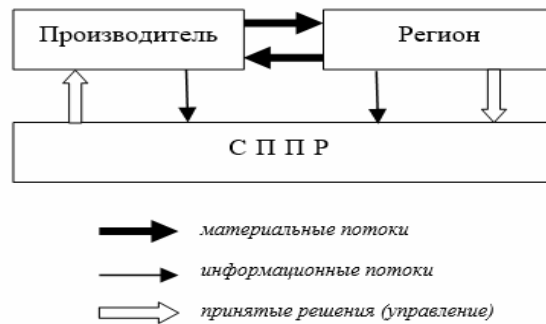 Производитель
Регион
С П П Р
материальные потоки
информационные потоки
принятые решения (управление)